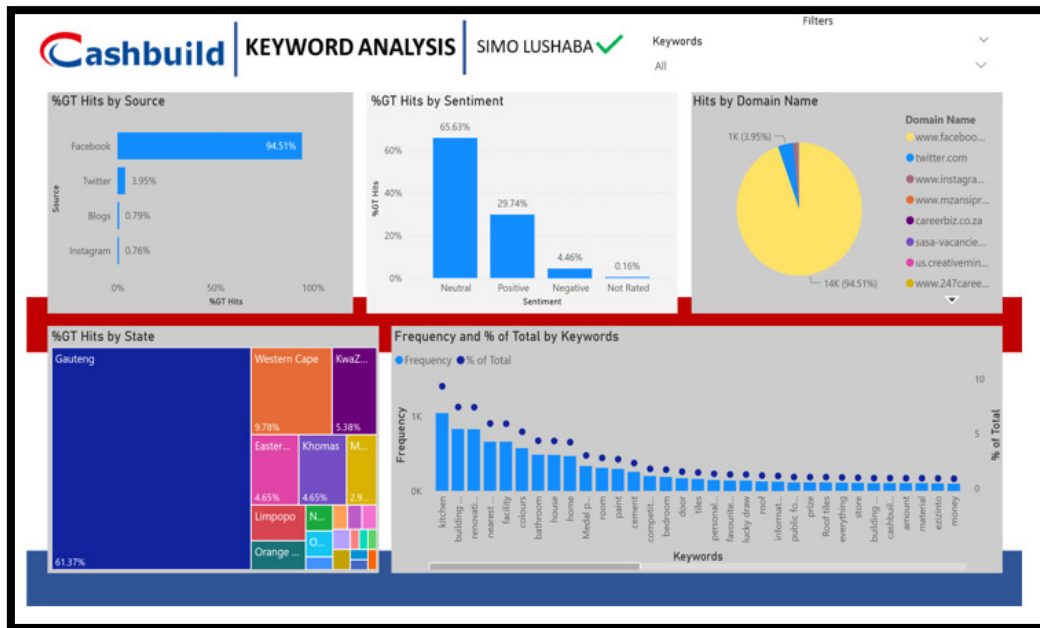 Cashbuild
KEYWORD ANALYSIS
SIMO LUSHABA
Filters
Keywords
All
%GT Hits by Source
Source
Facebook
94.51%
Twitter
3.95%
Blogs
0.79%
Instagram
0.76%
0%
50%
100%
%GT Hits
%GT Hits by Sentiment
%GT Hits
60%
40%
20%
0%
65.63%
29.74%
4.46%
0.16%
Neutral
Positive
Negative
Not Rated
Sentiment
Hits by Domain Name
1K (3.95%)
14K (94.51%)
Domain Name
www.faceboo...
twitter.com
www.instagra...
www.mzansipr...
careerbiz.co.za
sasa-vacancie...
us.creativemin...
www.247caree...
%GT Hits by State
Gauteng
61.37%
Western Cape
9.78%
KwaZ...
5.38%
Easter...
4.65%
Khomas
4.65%
M...
2.9...
Limpopo
N...
Orange ...
O...
Frequency and % of Total by Keywords
Frequency
% of Total
Frequency
1K
0K
10
5
0
% of Total
kitchen
building ...
renovati...
nearest ...
facility
colours
bathroom
house
home
Medal p...
room
paint
cement
competit...
bedroom
door
tiles
personal...
favourite...
lucky draw
roof
informat...
public fo...
prize
Roof tiles
everything
store
building ...
cashbuil...
amount
material
ezizinto
money
Keywords